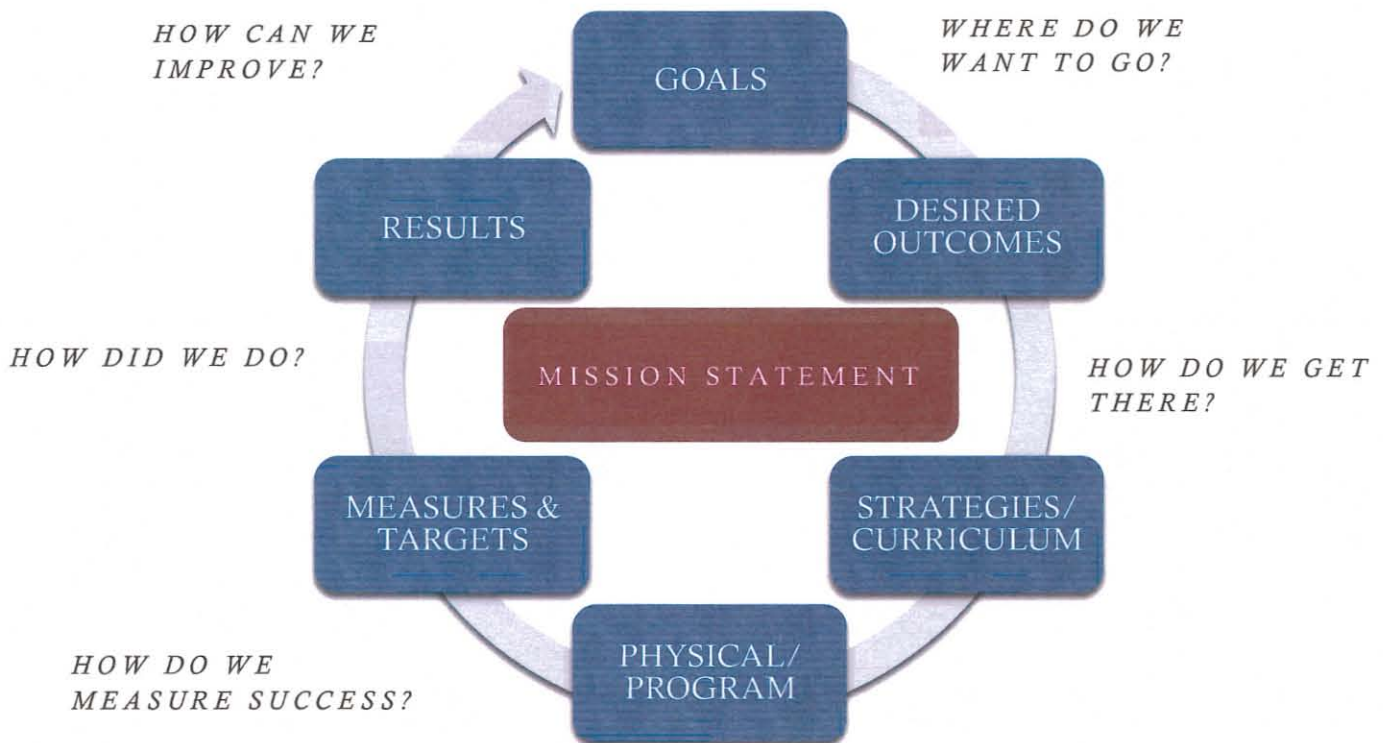 HOW CAN WE
IMPROVE?
GOALS
WHERE DO WE
WANT TO GO?
RESULTS
DESIRED
OUTCOMES
MISSION STATEMENT
HOW DID WE DO?
HOW DO WE GET
THERE?
MEASURES &
TARGETS
STRATEGIES/
CURRICULUM
PHYSICAL/
PROGRAM
HOW DO WE
MEASURE SUCCESS?